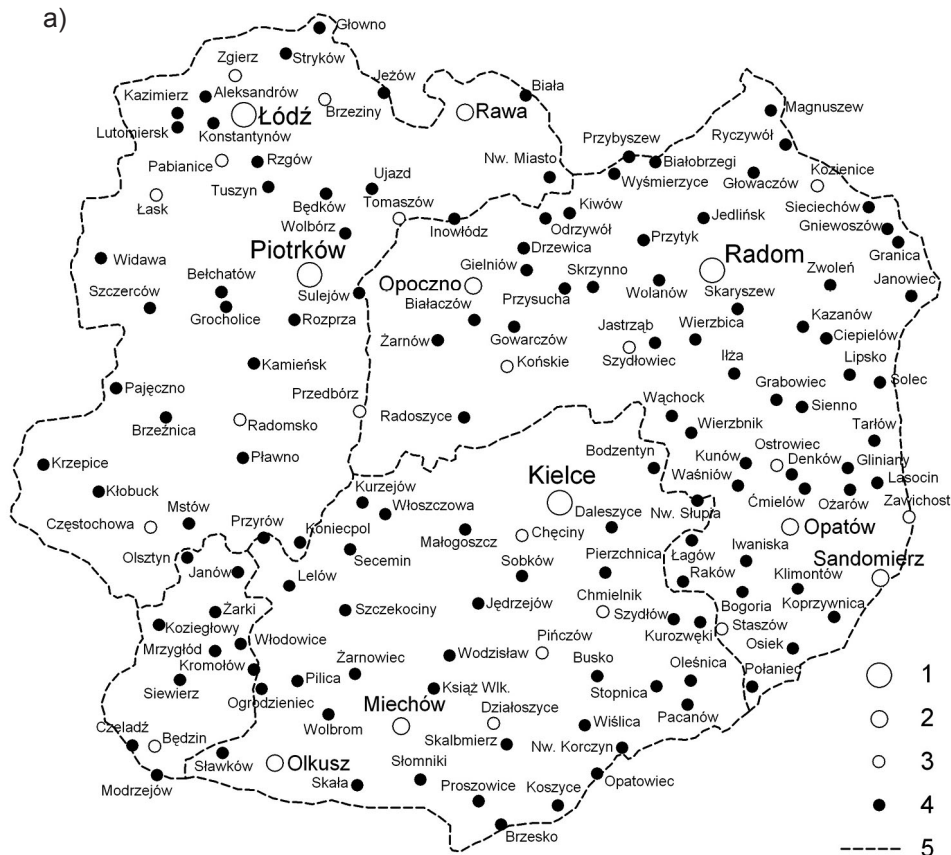 a)
Głowno
Zgierz
Stryków
Aleksandrów
Jeżów
Biała
Kazimierz
Łódź
Brzeziny
Rawa
Magnuszew
Lutomiersk
Konstantynów
Przybyszew
Ryczywół
Pabianice
Rzgów
Nw. Miasto
Białobrzegi
Wyśmierzyce
Głowaczów
Kozienice
Łask
Tuszyn
Będków
Ujazd
Tomaszów
Kiwów
Jedlińsk
Sieciechów
Wolbórz
Inowłódz
Odrzywół
Przytyk
Gniewoszów
Widawa
Piotrków
Drzewica
Radom
Granica
Bełchatów
Gielniów
Skrzynno
Zwoleń
Janowiec
Szczerców
Sulejów
Opoczno
Przysucha
Wolanów
Skaryszew
Białaczów
Grocholice
Rozprza
Gowarczów
Jastrząb
Wierzbica
Kazanów
Ciepielów
Żarnów
Szydłowiec
Kamieńsk
Końskie
Iłża
Lipsko
Pajęczno
Przedbórz
Grabowiec
Solec
Radoszyce
Wąchock
Sienno
Brzeźnica
Radomsko
Wierzbnik
Tarłów
Pławno
Bodzentyn
Ostrowiec
Krzepice
Kielce
Kunów
Denków
Gliniany
Kłobuck
Kurzejów
Waśniów
Lasocin
Mstów
Włoszczowa
Daleszyce
Ćmielów
Ożarów
Zawichost
Częstochowa
Przyrów
Koniecpol
Chęciny
Nw. Słupia
Opatów
Małogoszcz
Olsztyn
Secemin
Pierzchnica
Łagów
Iwaniska
Sandomierz
Janów
Lelów
Sobków
Raków
Klimontów
Chmielnik
Żarki
Szczekociny
Jędrzejów
Szydłów
Bogoria
Koprzywnica
Koziegłowy
Włodowice
Kurozwęki
Staszów
Mrzygłód
Pińczów
Osiek
Kromołów
Żarnowiec
Wodzisław
Busko
Oleśnica
Siewierz
Pilica
Połaniec
1
Ogrodzieniec
Książ Wlk.
Stopnica
Miechów
Działoszyce
Pacanów
2
Czeladź
Wolbrom
Wiślica
Będzin
Skalbmierz
Nw. Korczyn
3
Sławków
Olkusz
Słomniki
Modrzejów
Skała
Opatowiec
Proszowice
Koszyce
4
Brzesko
5